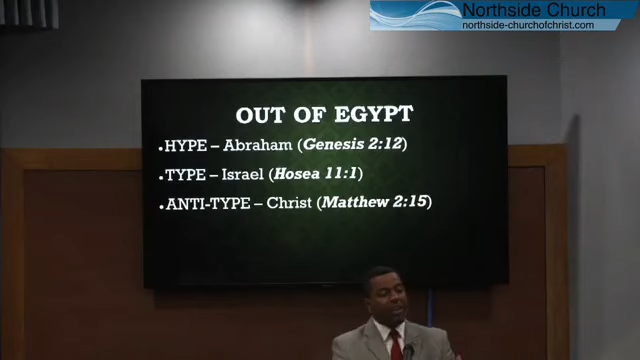 Northside Church
northside-churchofchrist.com
OUT OF EGYPT
•HYPE – Abraham (Genesis 2:12)
•TYPE – Israel (Hosea 11:1)
•ANTI-TYPE – Christ (Matthew 2:15)